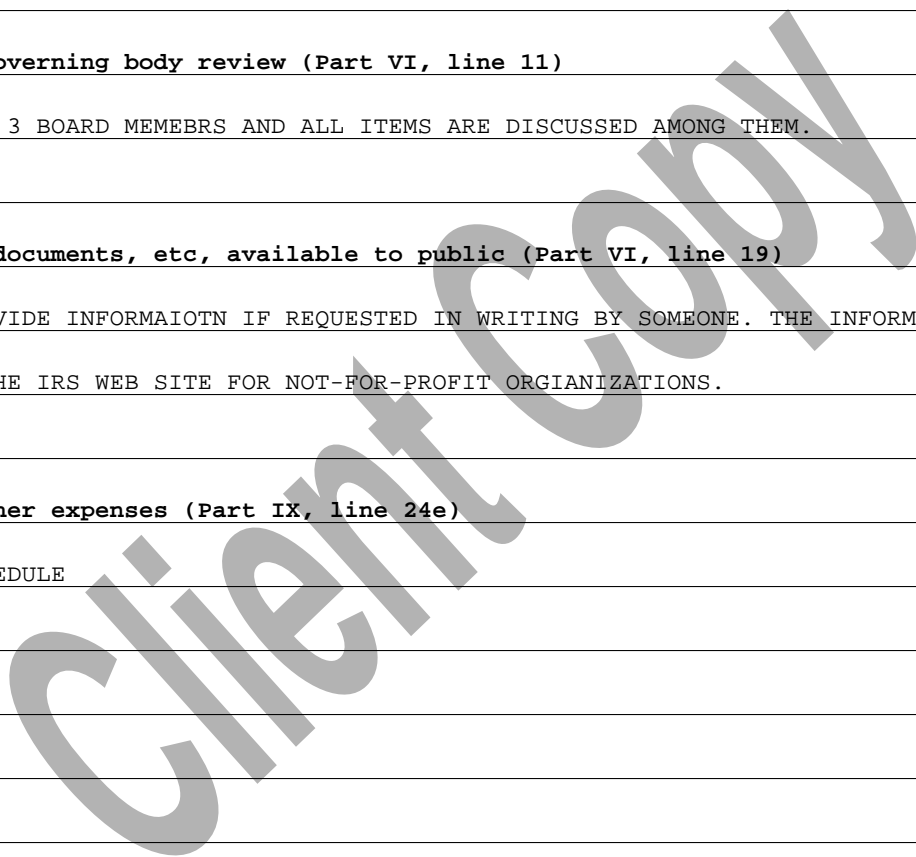 overning body review (Part VI, line 11)
3 BOARD MEMEBRS AND ALL ITEMS ARE DISCUSSED AMONG THEM.
documents, etc, available to public (Part VI, line 19)
VIDE INFORMAIOTN IF REQUESTED IN WRITING BY SOMEONE. THE INFORM
HE IRS WEB SITE FOR NOT-FOR-PROFIT ORGIANIZATIONS.
her expenses (Part IX, line 24e)
EDULE
Client Copy